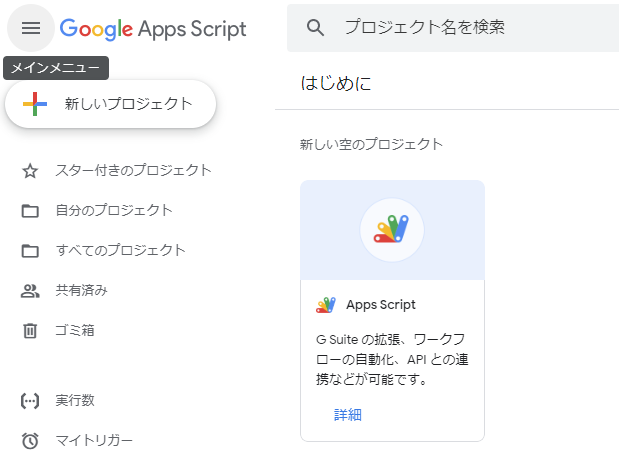 Google Apps Script
プロジェクト名を検索
メインメニュー
はじめに
新しいプロジェクト
新しい空のプロジェクト
スター付きのプロジェクト
自分のプロジェクト
すべてのプロジェクト
共有済み
ゴミ箱
実行数
マイトリガー
Apps Script
G Suite の拡張、ワークフ
ローの自動化、API との連
携などが可能です。
詳細